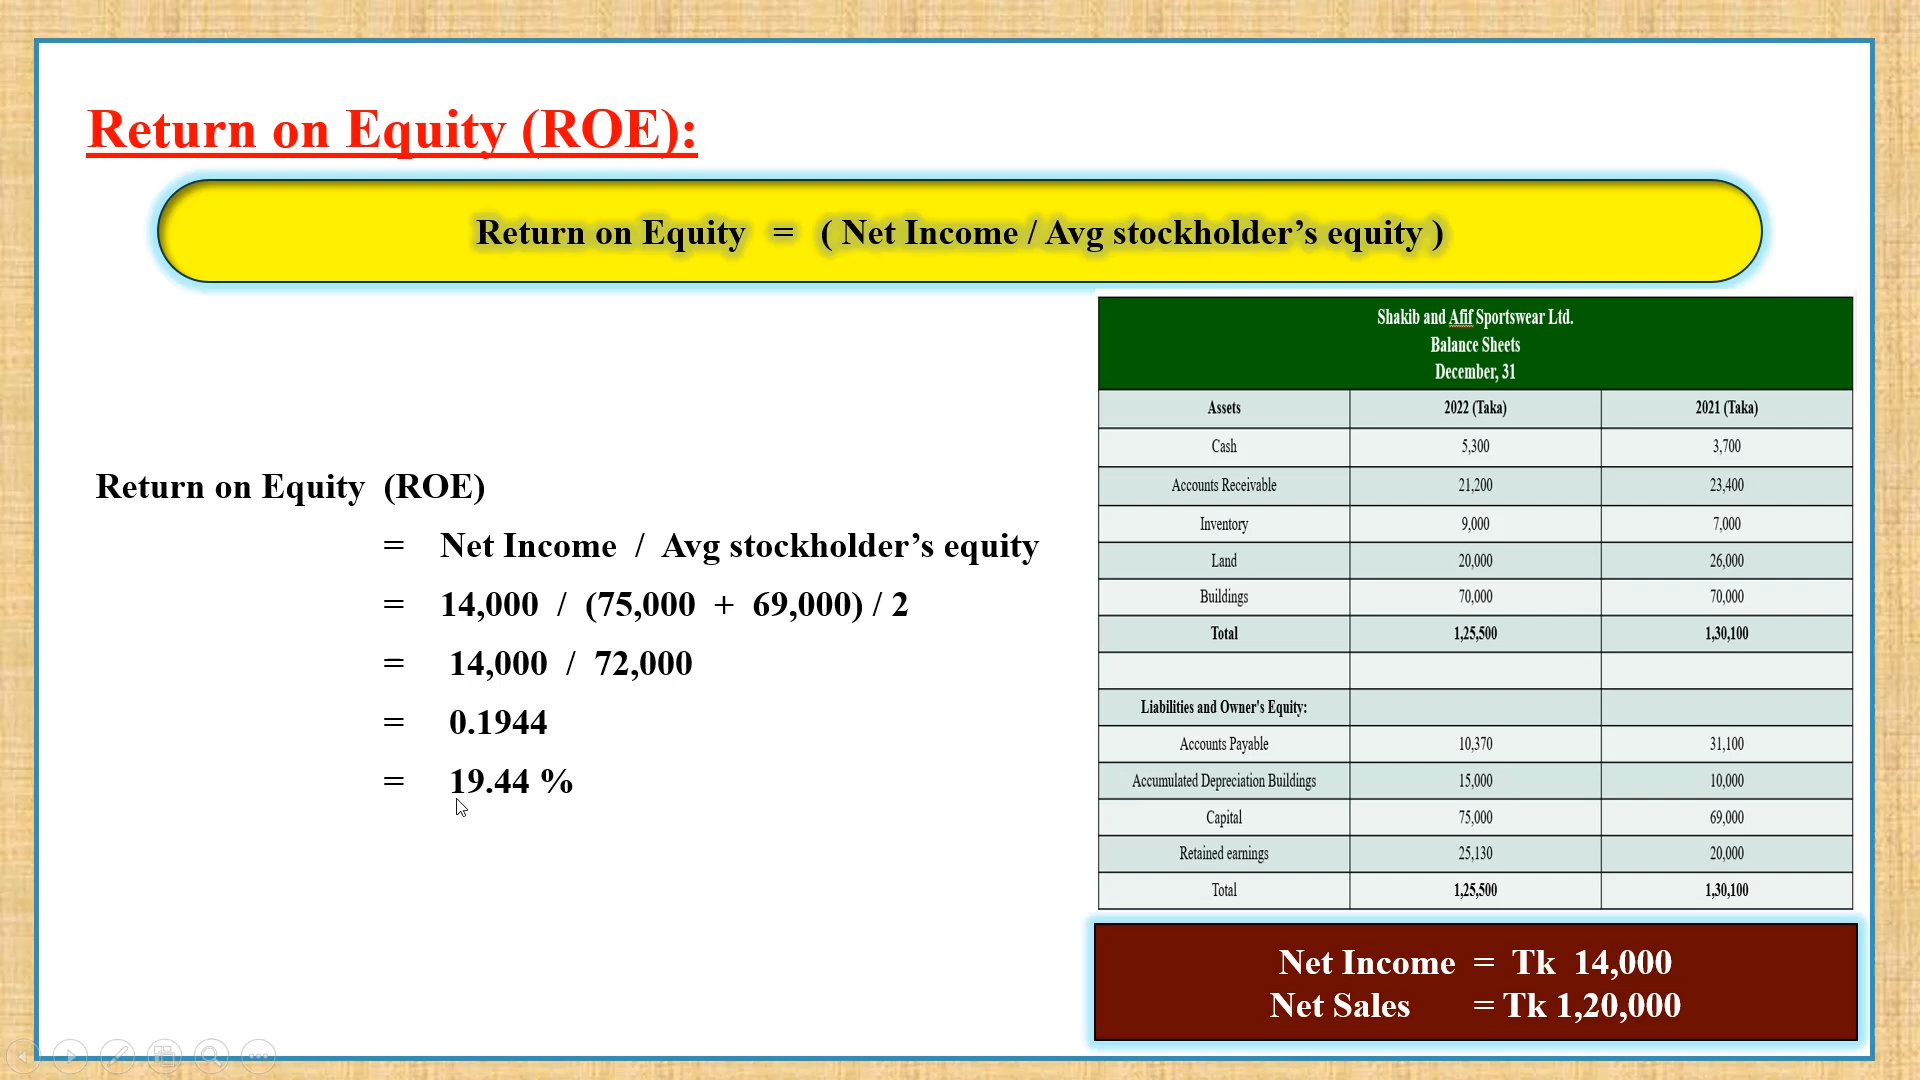 Return on Equity (ROE):
Return on Equity = ( Net Income / Avg stockholder’s equity )
Return on Equity (ROE)
= Net Income / Avg stockholder’s equity
= 14,000 / (75,000 + 69,000) / 2
= 14,000 / 72,000
= 0.1944
= 19.44 %
Shakib and Afif Sportswear Ltd.
Balance Sheets
December, 31
Assets 2022 (Taka) 2021 (Taka)
Cash 5,300 3,700
Accounts Receivable 21,200 23,400
Inventory 9,000 7,000
Land 20,000 26,000
Buildings 70,000 70,000
Total 1,25,500 1,30,100
Liabilities and Owner's Equity:
Accounts Payable 10,370 31,100
Accumulated Depreciation Buildings 15,000 10,000
Capital 75,000 69,000
Retained earnings 25,130 20,000
Total 1,25,500 1,30,100
Net Income = Tk 14,000
Net Sales = Tk 1,20,000